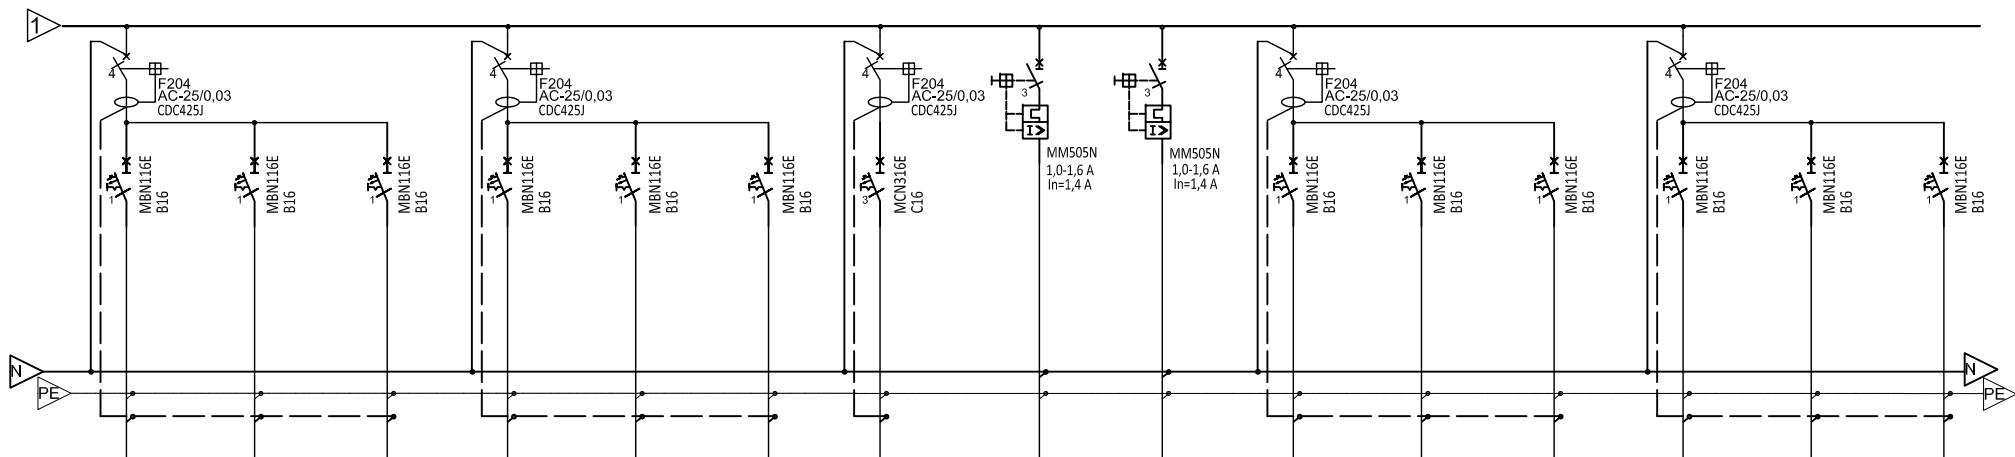 1
4
F204
AC-25/0,03
CDC425J
4
F204
AC-25/0,03
CDC425J
4
F204
AC-25/0,03
CDC425J
3
MM505N
1,0-1,6 A
In=1,4 A
3
MM505N
1,0-1,6 A
In=1,4 A
4
F204
AC-25/0,03
CDC425J
4
F204
AC-25/0,03
CDC425J
1
MBN116E
B16
1
MBN116E
B16
1
MBN116E
B16
1
MBN116E
B16
1
MBN116E
B16
1
MBN116E
B16
3
MCN316E
C16
1
MBN116E
B16
1
MBN116E
B16
1
MBN116E
B16
1
MBN116E
B16
1
MBN116E
B16
1
MBN116E
B16
I>
I>
N
N
PE
PE